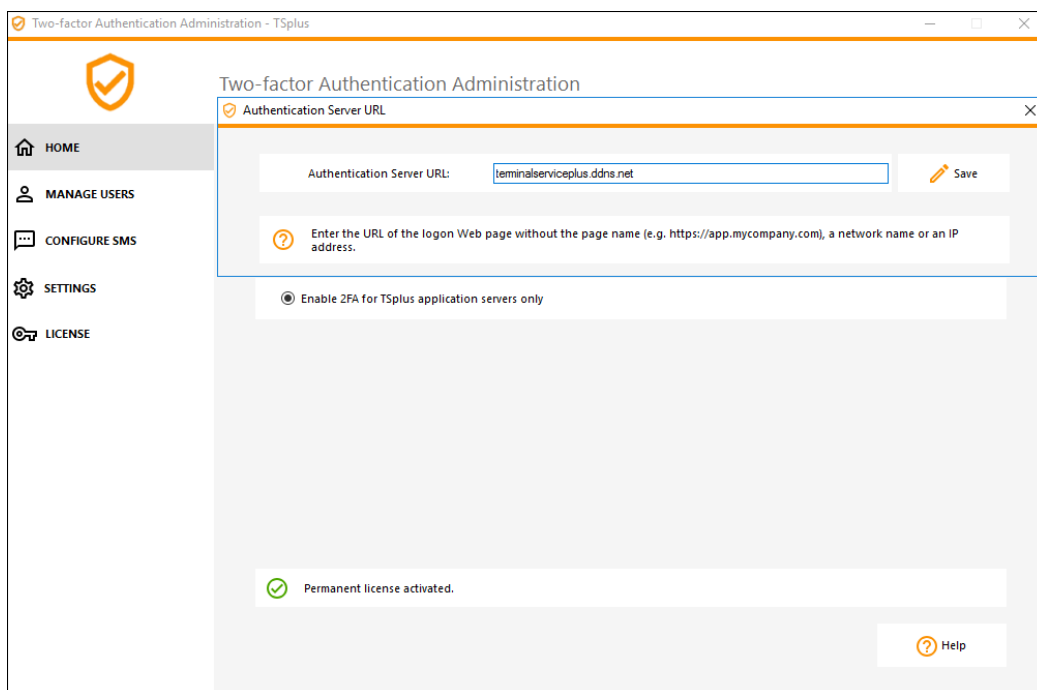 Two-factor Authentication Administration - TSplus
Two-factor Authentication Administration
Authentication Server URL
HOME
Authentication Server URL:
terminalserviceplus.ddns.net
Save
MANAGE USERS
CONFIGURE SMS
Enter the URL of the logon Web page without the page name (e.g. https://app.mycompany.com), a network name or an IP
address.
SETTINGS
Enable 2FA for TSplus application servers only
LICENSE
Permanent license activated.
Help